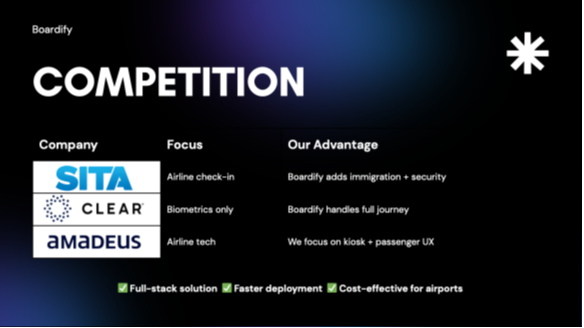 Boardify
COMPETITION
Company Focus Our Advantage
SITA Airline check-in Boardify adds immigration + security
CLEAR Biometrics only Boardify handles full journey
amadeus Airline tech We focus on kiosk + passenger UX
✅ Full-stack solution ✅ Faster deployment ✅ Cost-effective for airports